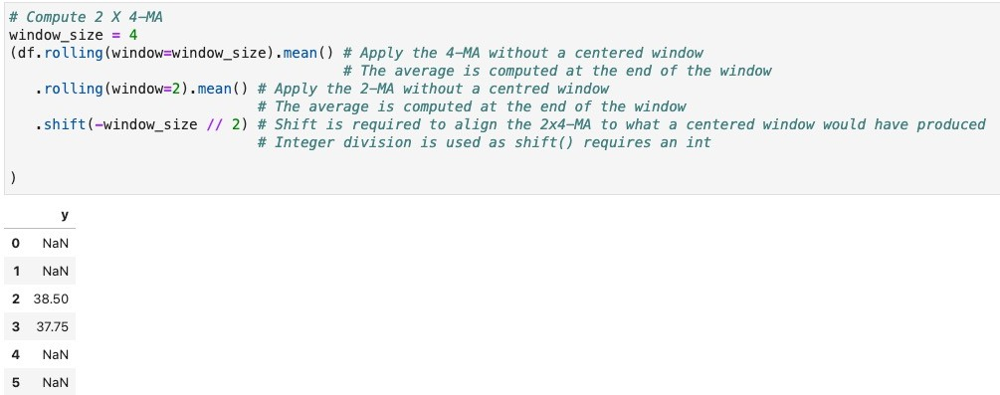 # Compute 2 X 4-MA
window_size = 4
(df.rolling(window=window_size).mean() # Apply the 4-MA without a centered window
# The average is computed at the end of the window
.rolling(window=2).mean() # Apply the 2-MA without a centred window
# The average is computed at the end of the window
.shift(-window_size // 2) # Shift is required to align the 2x4-MA to what a centered window would have produced
# Integer division is used as shift() requires an int
)
y
0 NaN
1 NaN
2 38.50
3 37.75
4 NaN
5 NaN